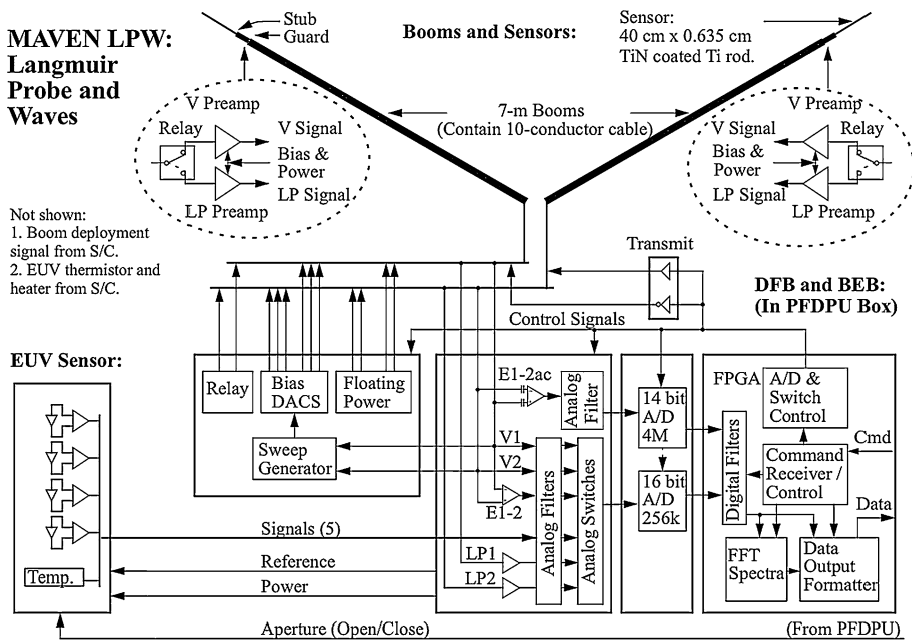 MAVEN LPW:
Langmuir
Probe and
Waves
Stub
Guard
Booms and Sensors:
Sensor:
40 cm x 0.635 cm
TiN coated Ti rod.
7-m Booms
(Contain 10-conductor cable)
V Preamp
Relay
V Signal
Bias &
Power
LP Signal
LP Preamp
V Preamp
V Signal
Relay
Bias &
Power
LP Signal
LP Preamp
Not shown:
1. Boom deployment
signal from S/C.
2. EUV thermistor and
heater from S/C.
Transmit
DFB and BEB:
(In PFDPU Box)
Control Signals
EUV Sensor:
Temp.
Relay
Bias
DACS
Floating
Power
Sweep
Generator
E1-2ac
Analog
Filter
V1
V2
E1-2
LP1
LP2
Analog Filters
Analog Switches
14 bit
A/D
4M
16 bit
A/D
256k
FPGA
A/D &
Switch
Control
Digital Filters
Command
Receiver /
Control
Cmd
Data
FFT
Spectra
Data
Output
Formatter
Signals (5)
Reference
Power
Aperture (Open/Close)
(From PFDPU)